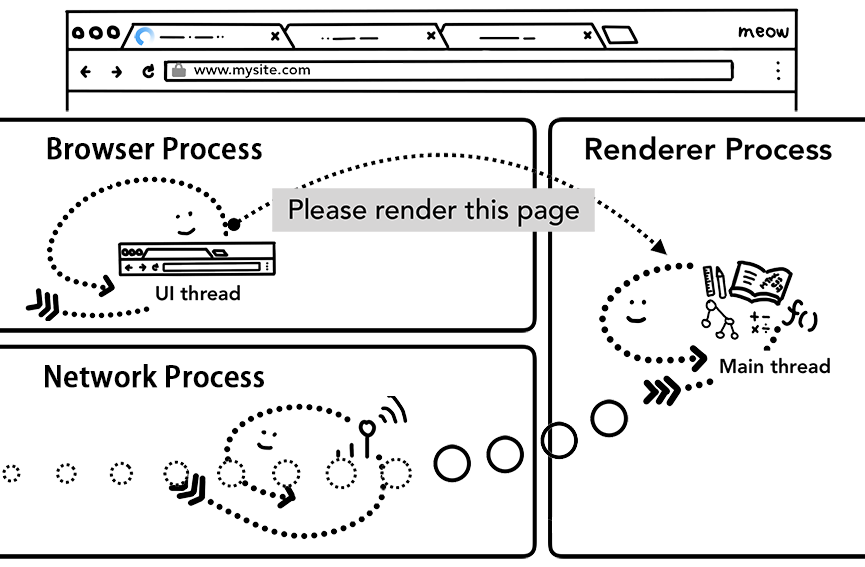 meow
www.mysite.com
Browser Process
Renderer Process
Please render this page
UI thread
f()
Main thread
Network Process